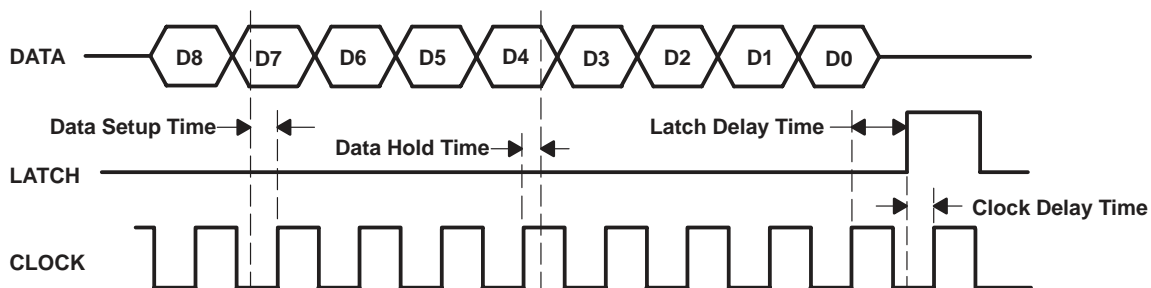 DATA D8 D7 D6 D5 D4 D3 D2 D1 D0
Data Setup Time
Latch Delay Time
Data Hold Time
LATCH
Clock Delay Time
CLOCK